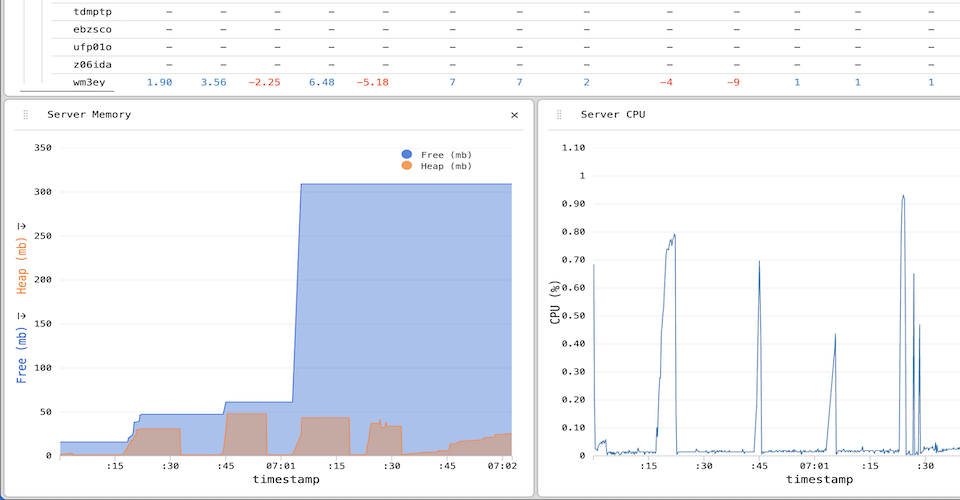 tdmptp – – – – – – – – – – – – –
ebzsco – – – – – – – – – – – – –
ufp01o – – – – – – – – – – – – –
z06ida – – – – – – – – – – – – –
wm3ey 1.90 3.56 -2.25 6.48 -5.18 7 7 2 -4 -9 1 1 1
Server Memory ×
Free (mb)
Heap (mb)
350
300
250
200
150
100
50
0
Heap (mb)
Free (mb)
:15 :30 :45 07:01 :15 :30 :45 07:02
timestamp
Server CPU
1.10
1
0.90
0.80
0.70
0.60
0.50
0.40
0.30
0.20
0.10
0
CPU (%)
:15 :30 :45 07:01 :15 :30
timestamp